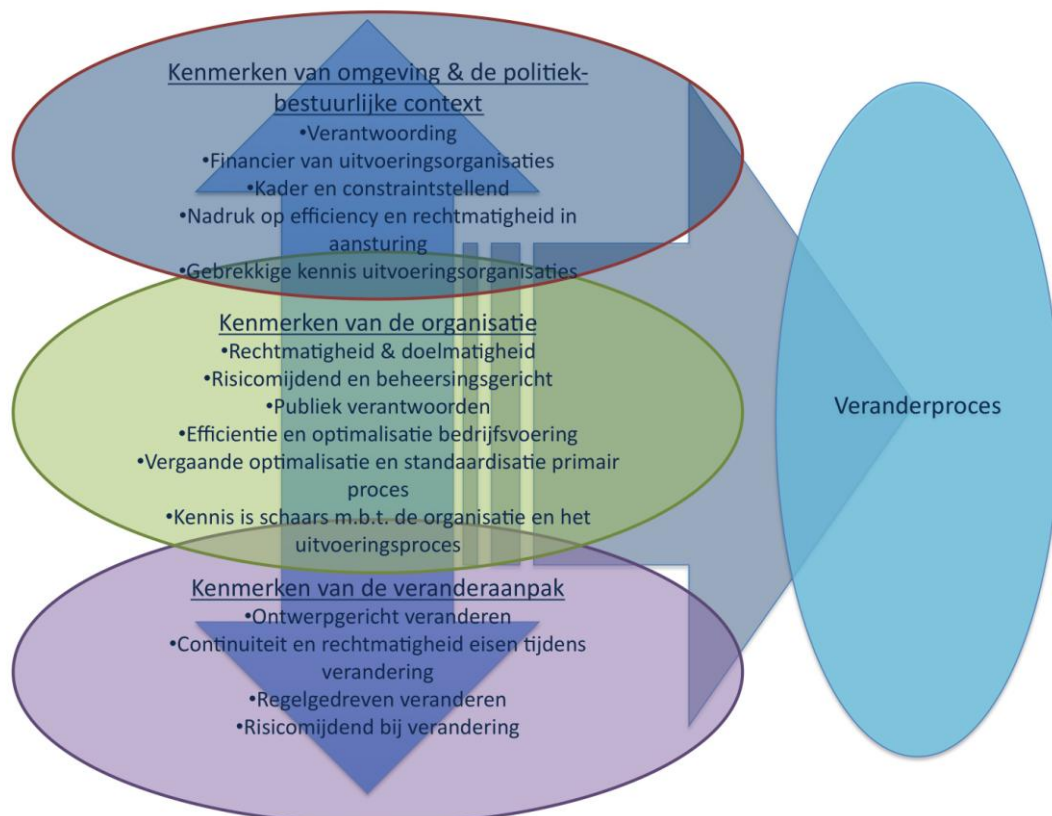 Kenmerken van omgeving & de politiek-
bestuurlijke context
•Verantwoording
•Financier van uitvoeringsorganisaties
•Kader en constraintstellend
•Nadruk op efficiency en rechtmatigheid in
aansturing
•Gebrekkige kennis uitvoeringsorganisaties
Kenmerken van de organisatie
•Rechtmatigheid & doelmatigheid
•Risicomijdend en beheersingsgericht
•Publiek verantwoorden
•Efficientie en optimalisatie bedrijfsvoering
•Vergaande optimalisatie en standaardisatie primair
proces
•Kennis is schaars m.b.t. de organisatie en het
uitvoeringsproces
Kenmerken van de veranderaanpak
•Ontwerpgericht veranderen
•Continuiteit en rechtmatigheid eisen tijdens
verandering
•Regelgedreven veranderen
•Risicomijdend bij verandering
Veranderproces